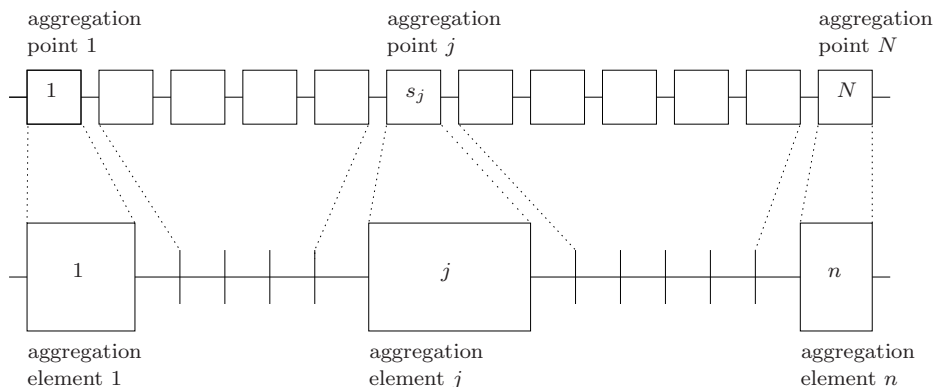 aggregation
point 1
aggregation
point j
aggregation
point N
1
s_j
N
1
j
n
aggregation
element 1
aggregation
element j
aggregation
element n